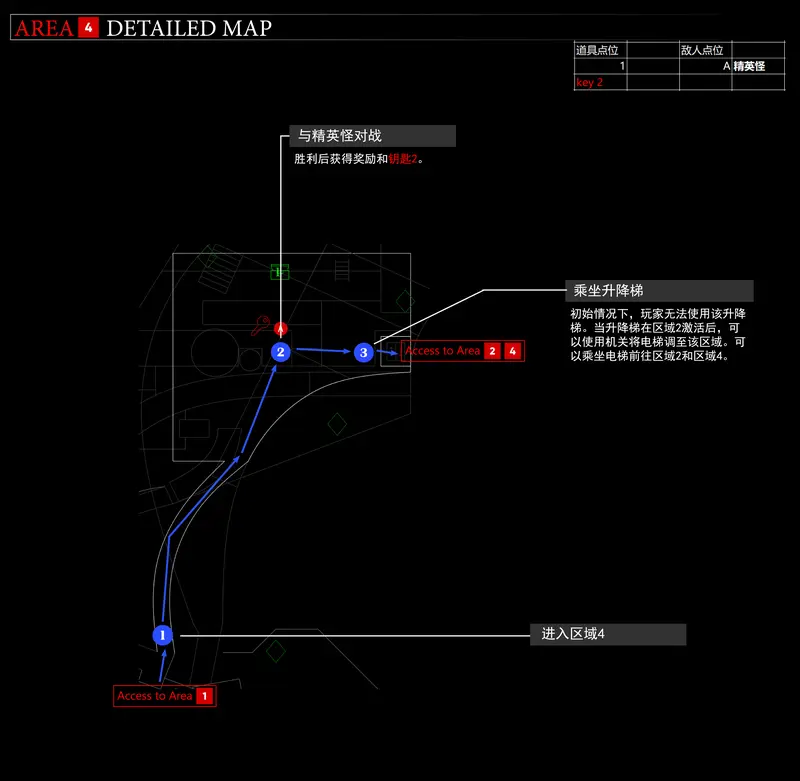 AREA 4 DETAILED MAP
道具点位 敌人点位
1 A 精英怪
key 2
与精英怪对战
胜利后获得奖励和钥匙2。
乘坐升降梯
初始情况下，玩家无法使用该升降
梯。当升降梯在区域2激活后，可
以使用机关将电梯调至该区域。可
以乘坐电梯前往区域2和区域4。
A
2
3
Access to Area 2 4
1
进入区域4
Access to Area 1